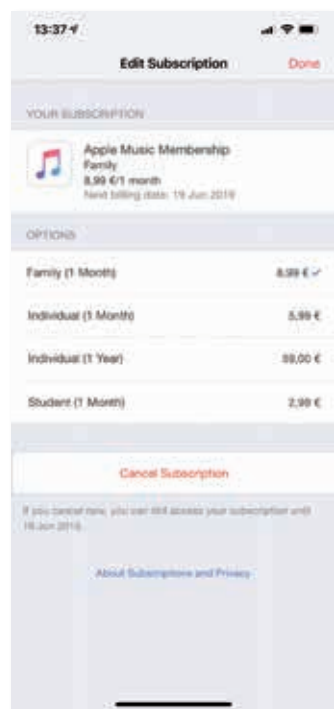 13:37
Edit Subscription Done
YOUR SUBSCRIPTION
Apple Music Membership
Family
8,99 €/1 month
Next billing date: 19 Jun 2019
OPTIONS
Family (1 Month) 8,99 € ✓
Individual (1 Month) 5,99 €
Individual (1 Year) 59,00 €
Student (1 Month) 2,99 €
Cancel Subscription
If you cancel now, you can still access your subscription until
19 Jun 2019.
About Subscriptions and Privacy